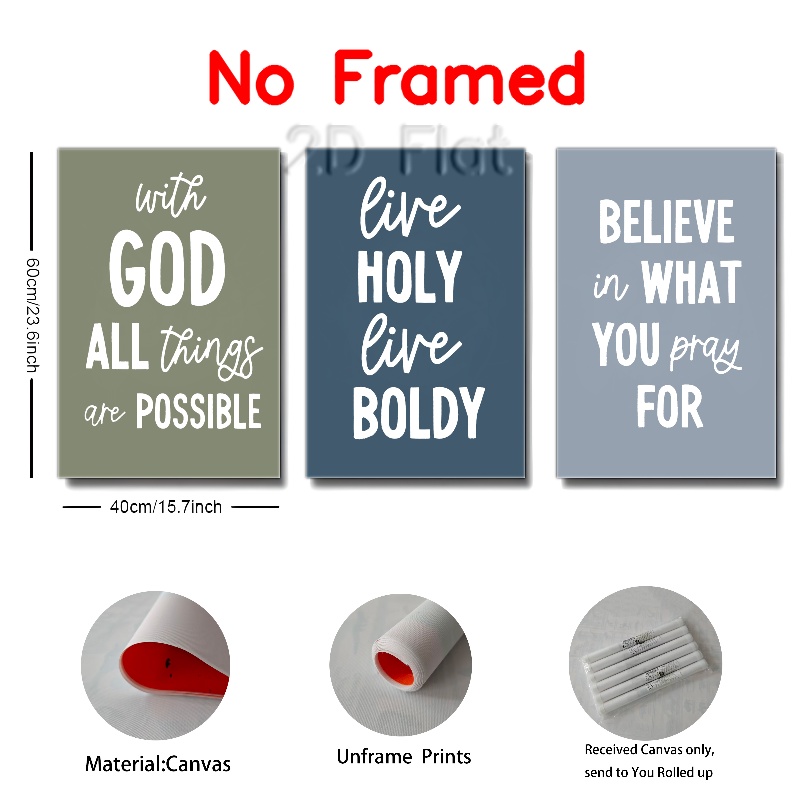 No Framed
2D Flat
with
GOD
ALL things
are POSSIBLE
live
HOLY
live
BOLDY
BELIEVE
in WHAT
YOU pray
FOR
60cm/23.6inch
40cm/15.7inch
Material:Canvas
Unframe Prints
Received Canvas only,
send to You Rolled up